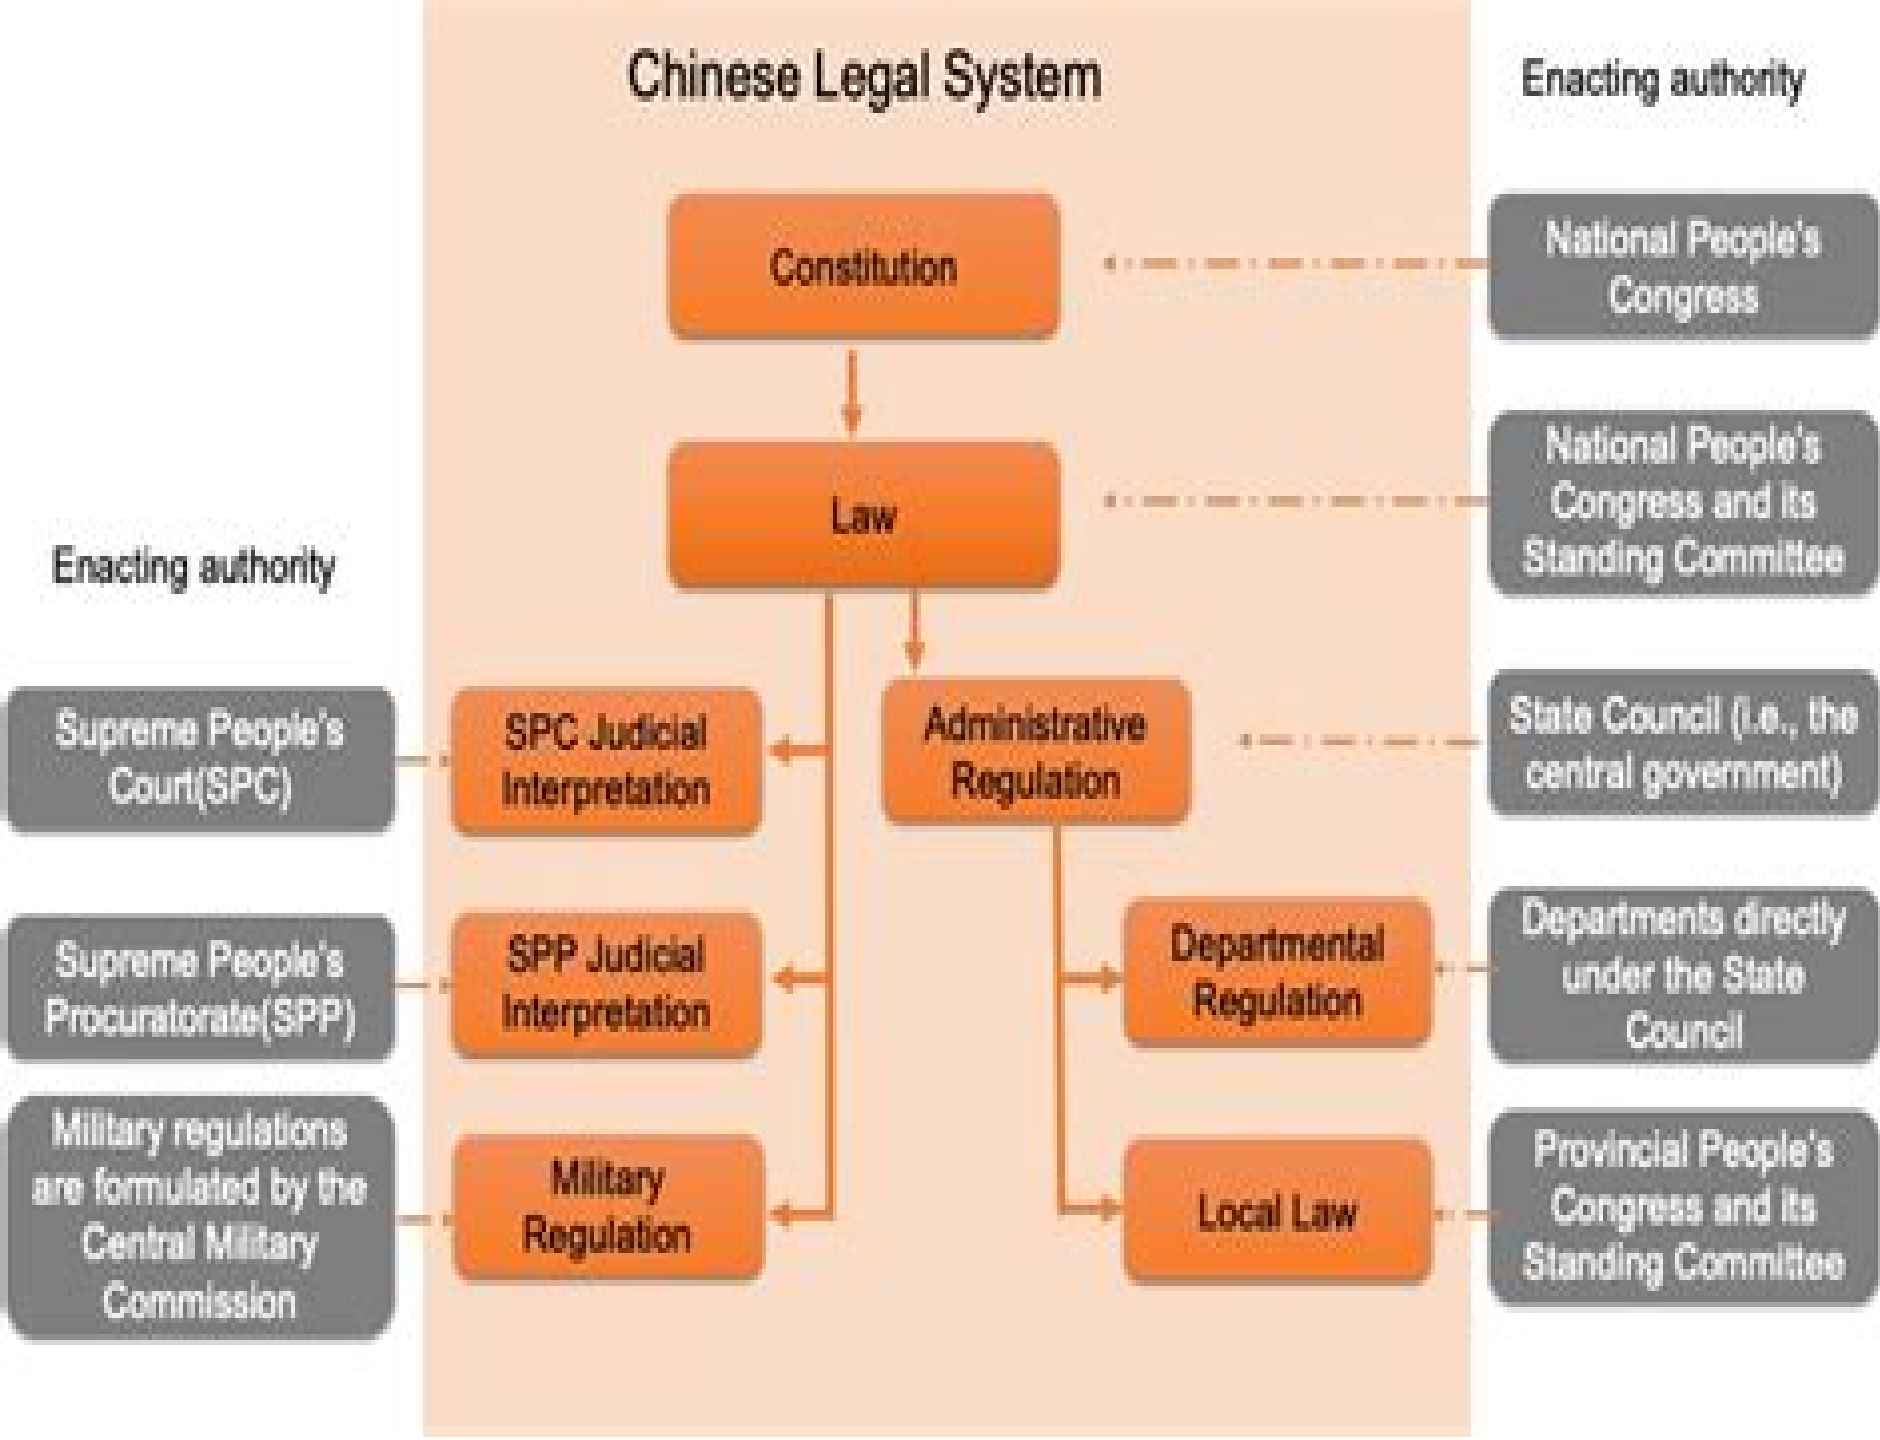 Chinese Legal System
Enacting authority
Constitution
National People's
Congress
Law
National People's
Congress and its
Standing Committee
Enacting authority
Supreme People's
Court(SPC)
SPC Judicial
Interpretation
Administrative
Regulation
State Council (i.e., the
central government)
Supreme People's
Procuratorate(SPP)
SPP Judicial
Interpretation
Departmental
Regulation
Departments directly
under the State
Council
Military regulations
are formulated by the
Central Military
Commission
Military
Regulation
Local Law
Provincial People's
Congress and its
Standing Committee